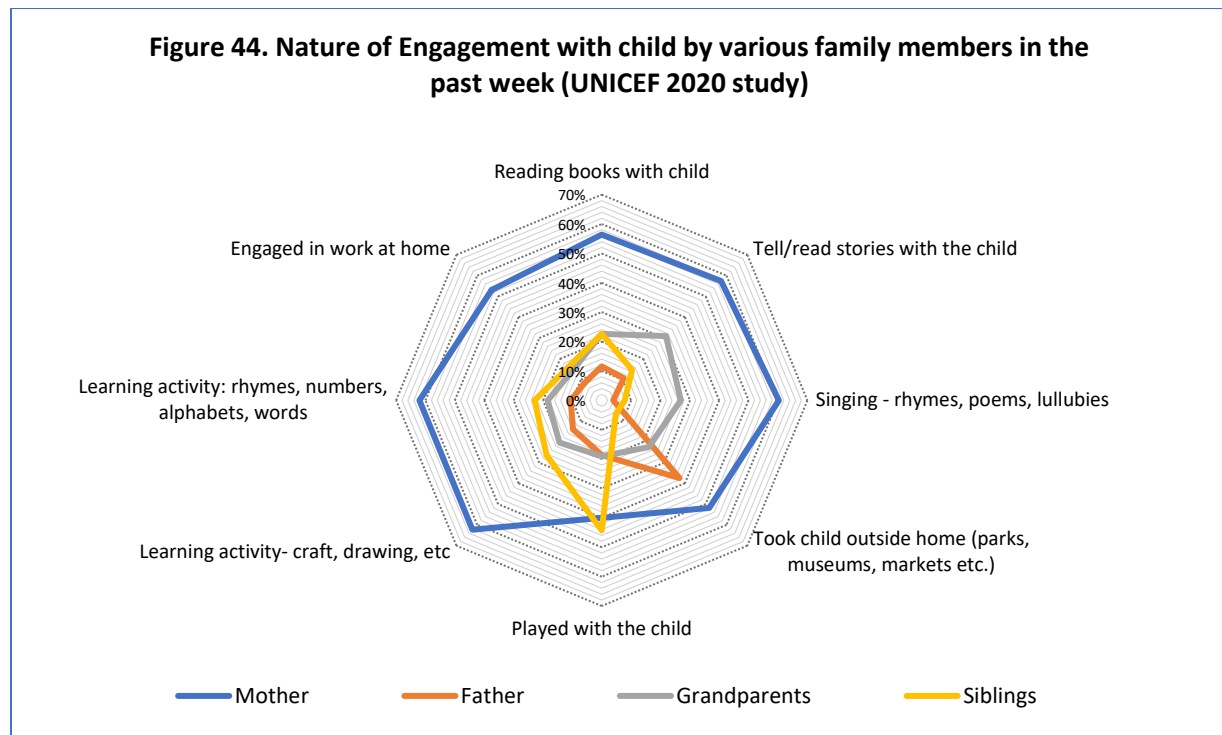 Figure 44. Nature of Engagement with child by various family members in the
past week (UNICEF 2020 study)
Reading books with child
70%
60%
50%
40%
30%
20%
10%
0%
Tell/read stories with the child
Singing - rhymes, poems, lullubies
Took child outside home (parks,
museums, markets etc.)
Played with the child
Learning activity- craft, drawing, etc
Learning activity: rhymes, numbers,
alphabets, words
Engaged in work at home
Mother
Father
Grandparents
Siblings